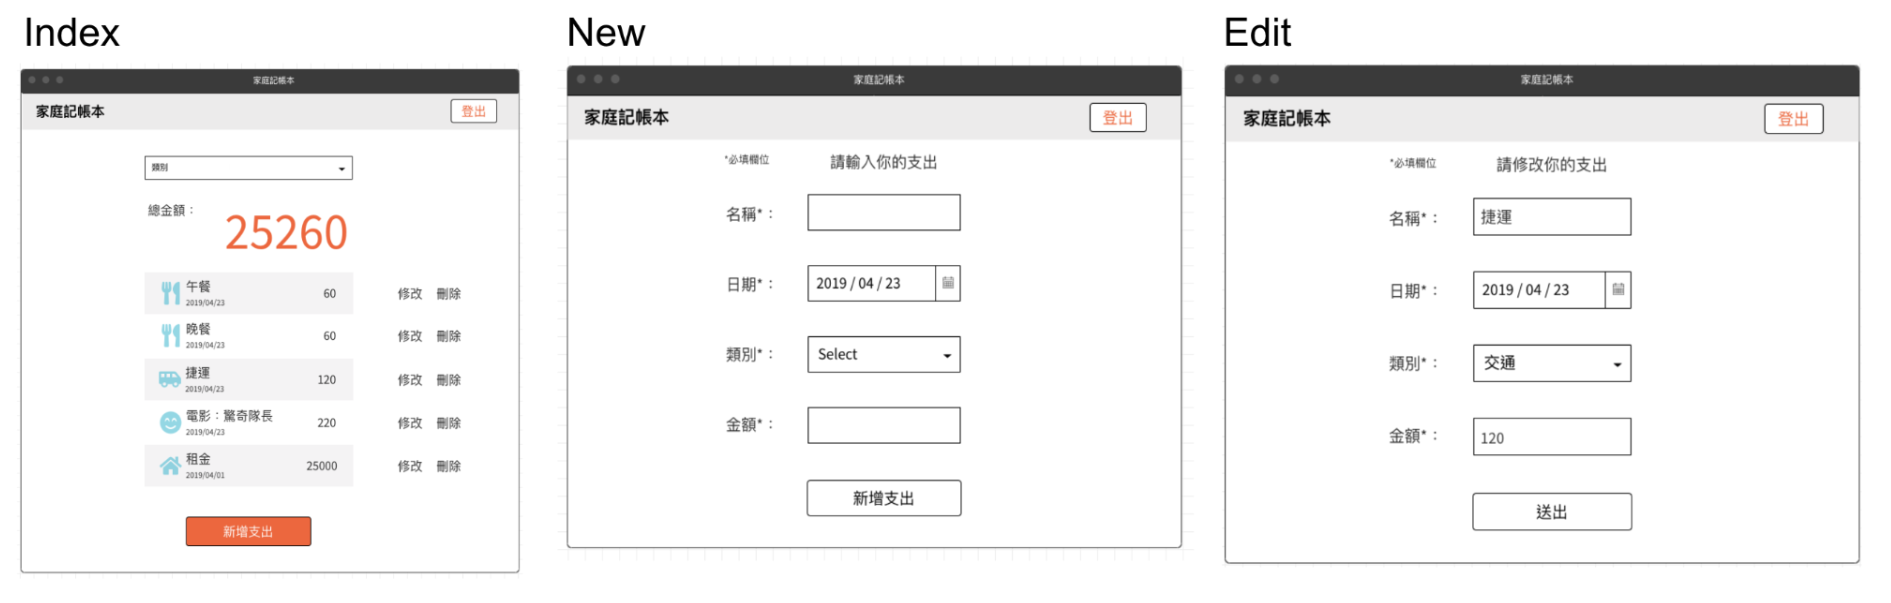 Index
家庭記帳本
家庭記帳本
登出
類別
總金額：
25260
午餐
2019/04/23
60
修改 刪除
晚餐
2019/04/23
60
修改 刪除
捷運
2019/04/23
120
修改 刪除
電影：驚奇隊長
2019/04/23
220
修改 刪除
租金
2019/04/01
25000
修改 刪除
新增支出
New
家庭記帳本
家庭記帳本
登出
*必填欄位
請輸入你的支出
名稱*：
日期*：
2019 / 04 / 23
類別*：
Select
金額*：
新增支出
Edit
家庭記帳本
家庭記帳本
登出
*必填欄位
請修改你的支出
名稱*：
捷運
日期*：
2019 / 04 / 23
類別*：
交通
金額*：
120
送出